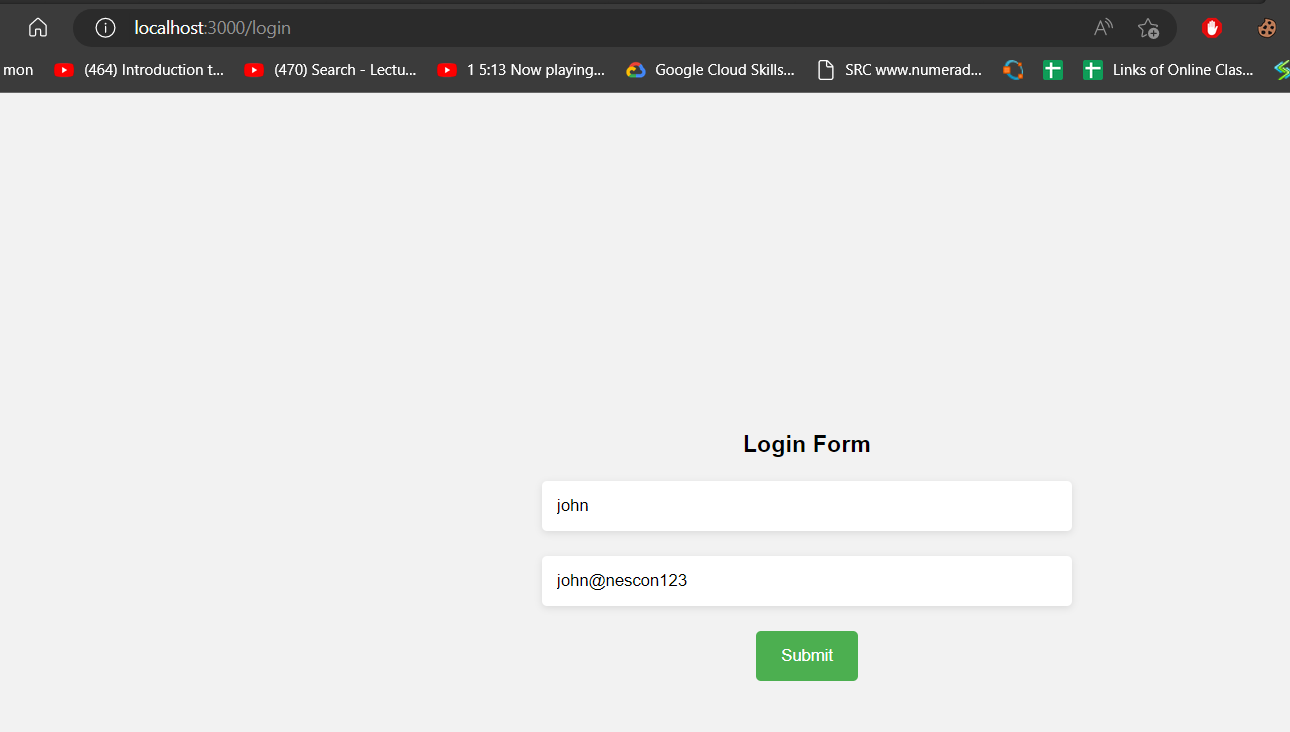 localhost:3000/login
mon (464) Introduction t... (470) Search - Lectu... 1 5:13 Now playing... Google Cloud Skills... SRC www.numerad... Links of Online Clas...
Login Form
john
john@nescon123
Submit